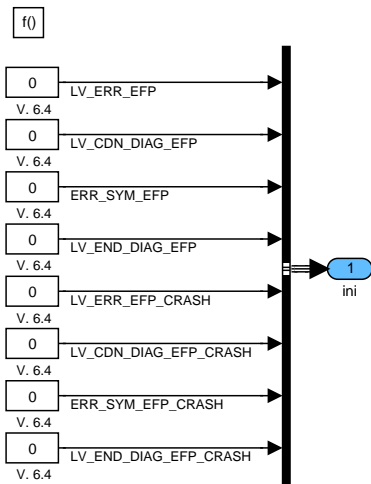 f()
0
LV_ERR_EFP
V. 6.4
0
LV_CDN_DIAG_EFP
V. 6.4
0
ERR_SYM_EFP
V. 6.4
0
LV_END_DIAG_EFP
V. 6.4
1
ini
0
LV_ERR_EFP_CRASH
V. 6.4
0
LV_CDN_DIAG_EFP_CRASH
V. 6.4
0
ERR_SYM_EFP_CRASH
V. 6.4
0
LV_END_DIAG_EFP_CRASH
V. 6.4